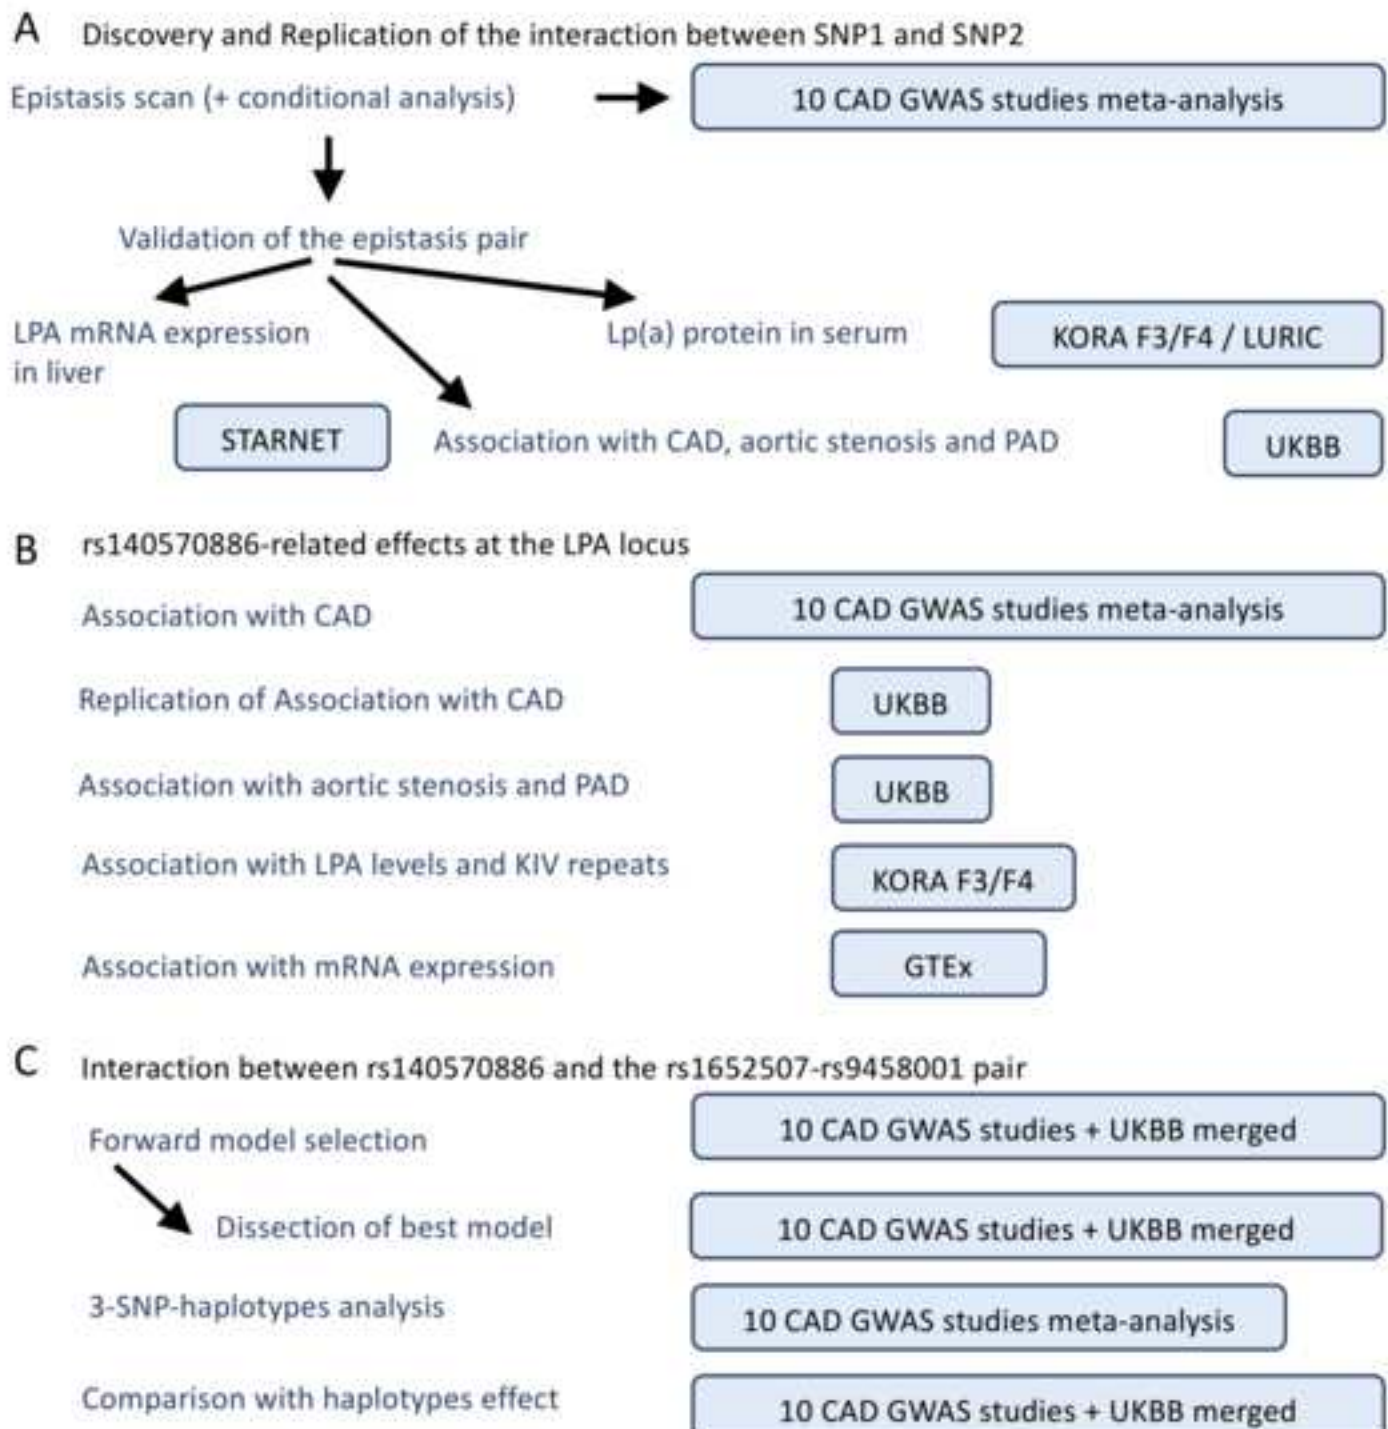 A Discovery and Replication of the interaction between SNP1 and SNP2
Epistasis scan (+ conditional analysis)
10 CAD GWAS studies meta-analysis
Validation of the epistasis pair
LPA mRNA expression
in liver
Lp(a) protein in serum
KORA F3/F4 / LURIC
STARNET
Association with CAD, aortic stenosis and PAD
UKBB
B rs140570886-related effects at the LPA locus
Association with CAD
10 CAD GWAS studies meta-analysis
Replication of Association with CAD
UKBB
Association with aortic stenosis and PAD
UKBB
Association with LPA levels and KIV repeats
KORA F3/F4
Association with mRNA expression
GTEx
C Interaction between rs140570886 and the rs1652507-rs9458001 pair
Forward model selection
10 CAD GWAS studies + UKBB merged
Dissection of best model
10 CAD GWAS studies + UKBB merged
3-SNP-haplotypes analysis
10 CAD GWAS studies meta-analysis
Comparison with haplotypes effect
10 CAD GWAS studies + UKBB merged